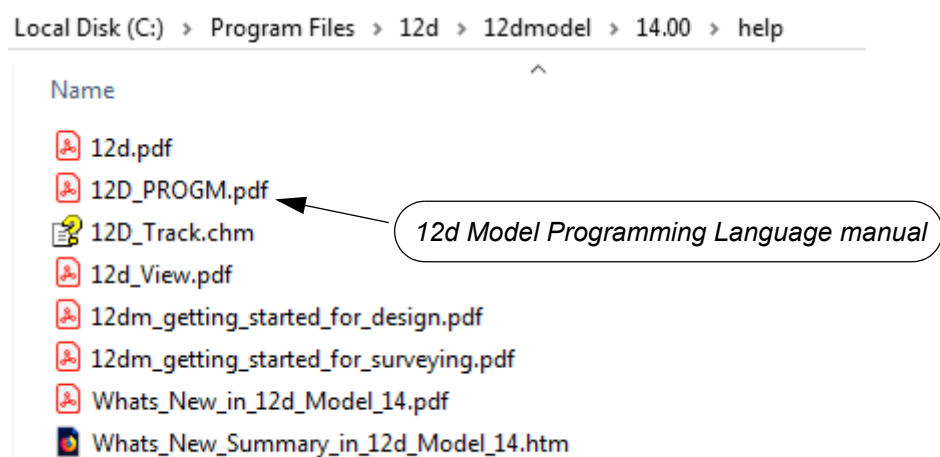 Local Disk (C:) > Program Files > 12d > 12dmodel > 14.00 > help
Name
12d.pdf
12D_PROGM.pdf
12d Model Programming Language manual
12D_Track.chm
12d_View.pdf
12dm_getting_started_for_design.pdf
12dm_getting_started_for_surveying.pdf
Whats_New_in_12d_Model_14.pdf
Whats_New_Summary_in_12d_Model_14.htm